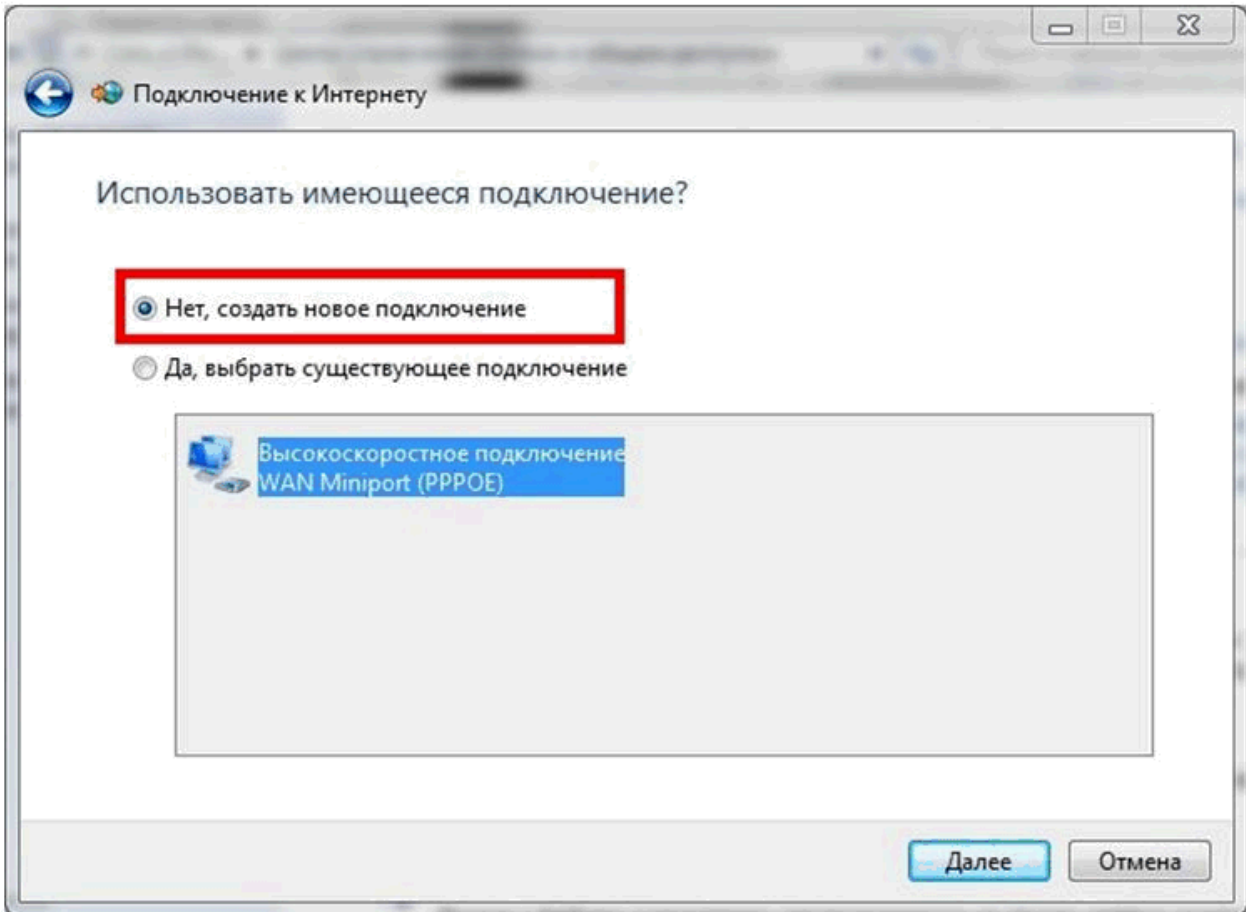 Подключение к Интернету
Использовать имеющееся подключение?
Нет, создать новое подключение
Да, выбрать существующее подключение
Высокоскоростное подключение
WAN Miniport (PPPOE)
Далее
Отмена